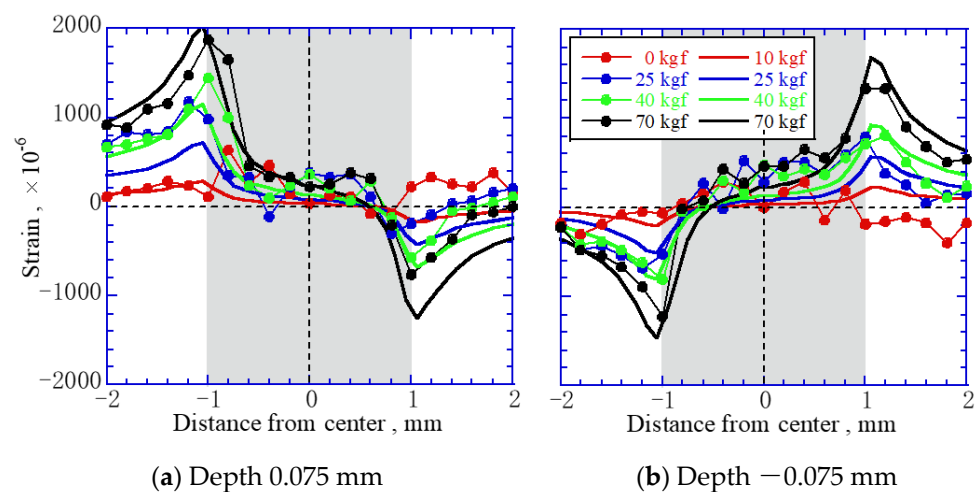 2000
1000
0
−1000
−2000
Strain , ×10⁻⁶
−2 −1 0 1 2
Distance from center , mm
0 kgf 10 kgf
25 kgf 25 kgf
40 kgf 40 kgf
70 kgf 70 kgf
−2 −1 0 1 2
Distance from center , mm
(a) Depth 0.075 mm
(b) Depth −0.075 mm